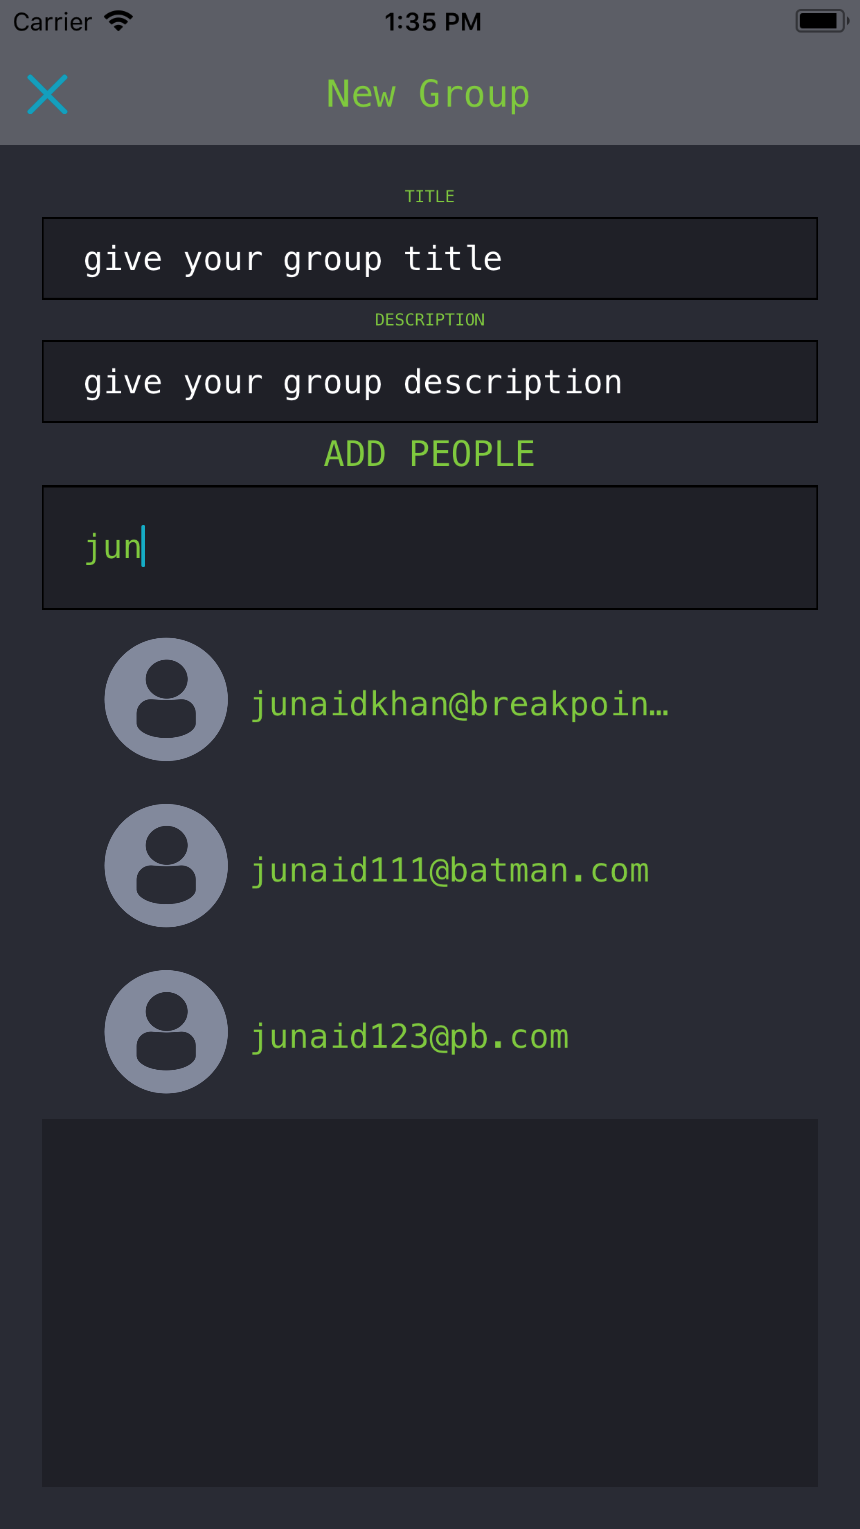 Carrier 1:35 PM
New Group
TITLE
give your group title
DESCRIPTION
give your group description
ADD PEOPLE
jun
junaidkhan@breakpoin…
junaid111@batman.com
junaid123@pb.com